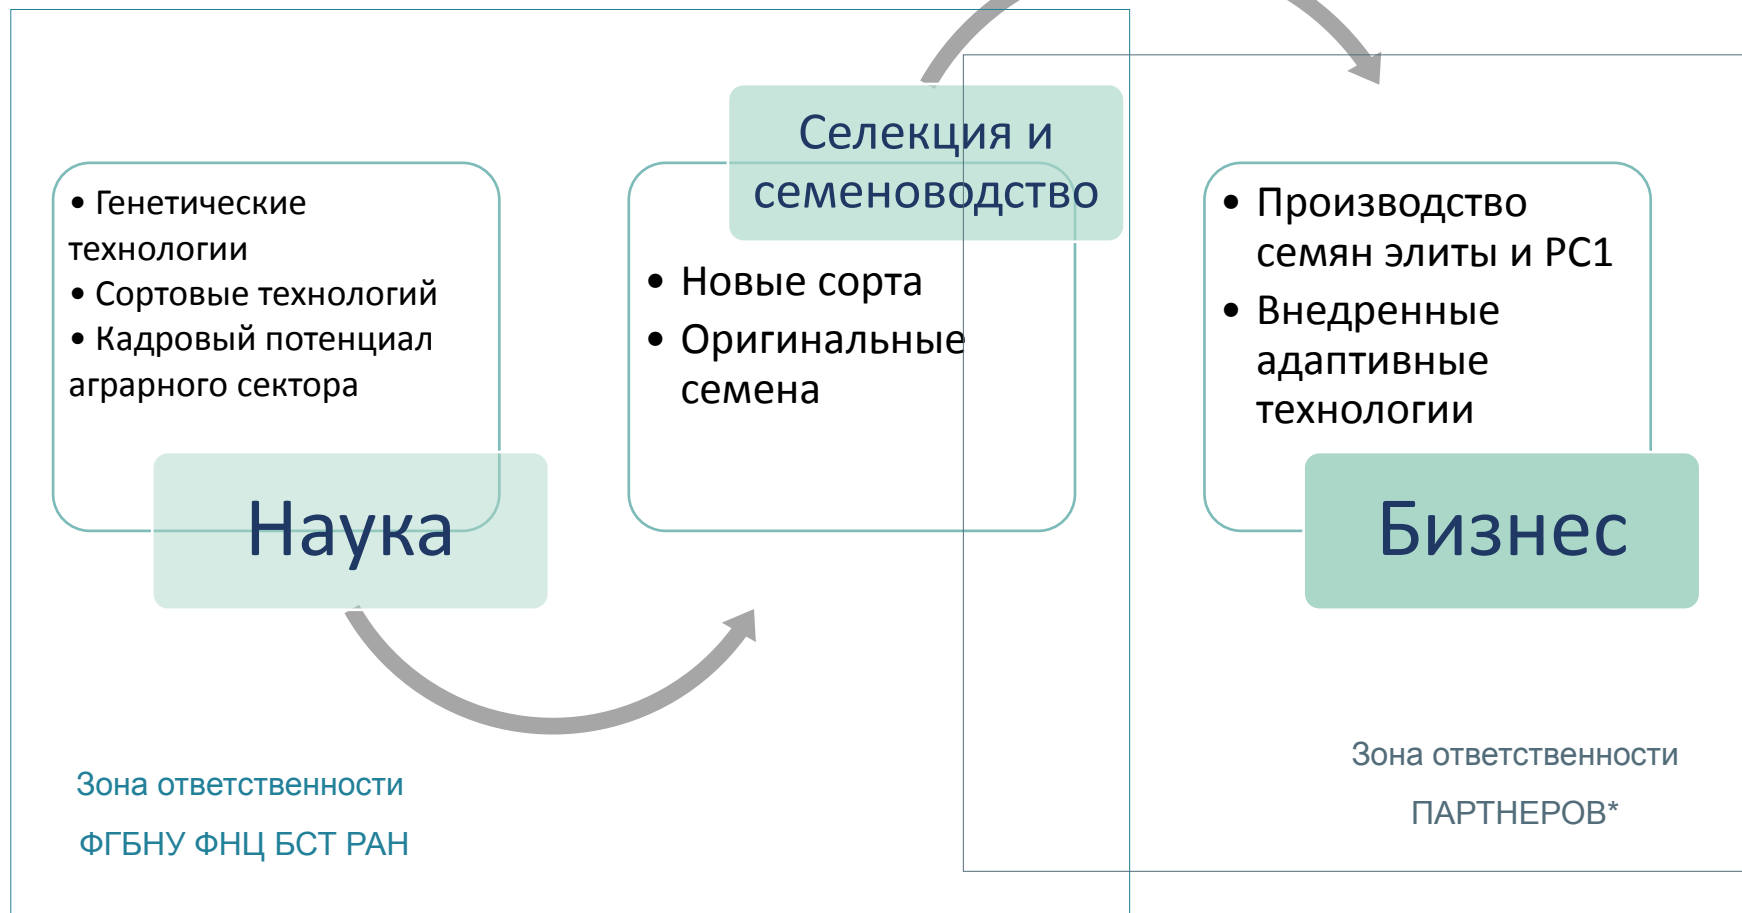 • Генетические
технологии
• Сортовые технологий
• Кадровый потенциал
аграрного сектора
Наука
Селекция и
семеноводство
• Новые сорта
• Оригинальные
семена
• Производство
семян элиты и РС1
• Внедренные
адаптивные
технологии
Бизнес
Зона ответственности
ФГБНУ ФНЦ БСТ РАН
Зона ответственности
ПАРТНЕРОВ*